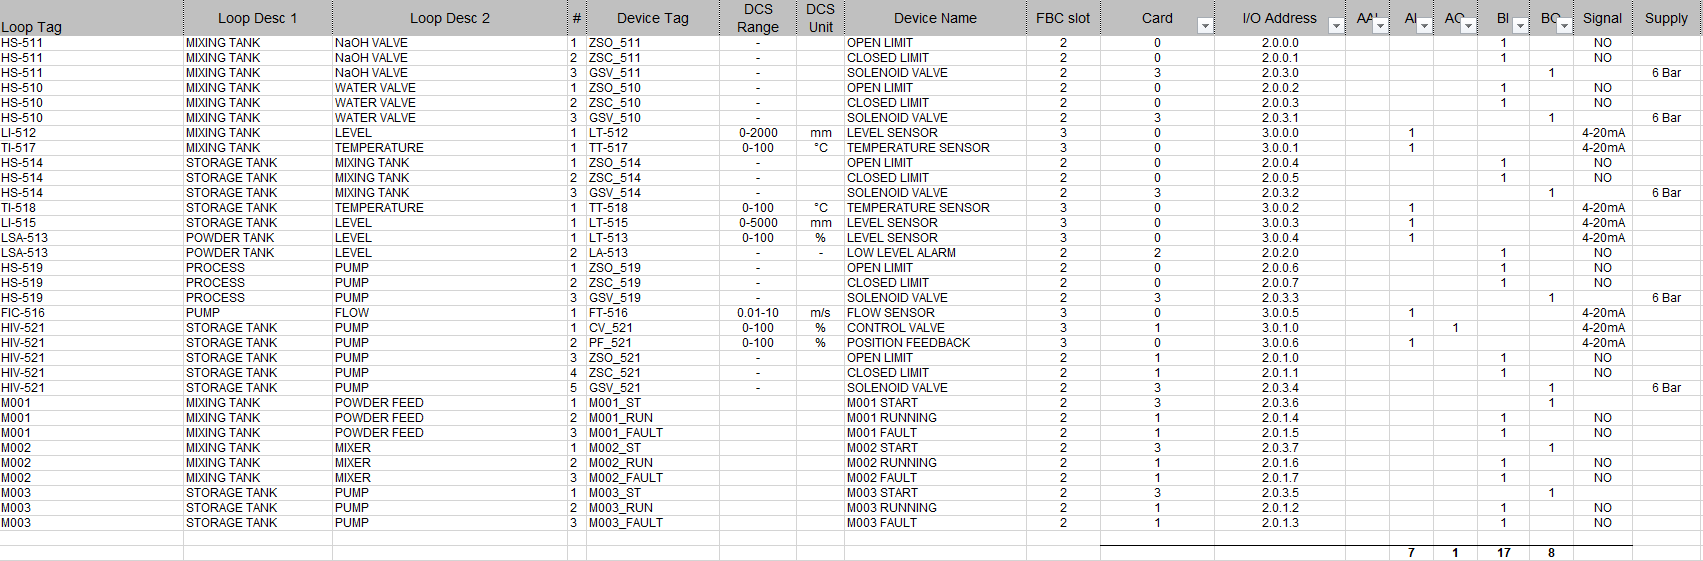 Loop Tag Loop Desc 1 Loop Desc 2 # Device Tag DCS Range DCS Unit Device Name FBC slot Card I/O Address AAI AI AO BI BO Signal Supply
HS-511 MIXING TANK NaOH VALVE 1 ZSO_511 - OPEN LIMIT 2 0 2.0.0.0 1 NO
HS-511 MIXING TANK NaOH VALVE 2 ZSC_511 - CLOSED LIMIT 2 0 2.0.0.1 1 NO
HS-511 MIXING TANK NaOH VALVE 3 GSV_511 - SOLENOID VALVE 2 3 2.0.3.0 1 6 Bar
HS-510 MIXING TANK WATER VALVE 1 ZSO_510 - OPEN LIMIT 2 0 2.0.0.2 1 NO
HS-510 MIXING TANK WATER VALVE 2 ZSC_510 - CLOSED LIMIT 2 0 2.0.0.3 1 NO
HS-510 MIXING TANK WATER VALVE 3 GSV_510 - SOLENOID VALVE 2 3 2.0.3.1 1 6 Bar
LI-512 MIXING TANK LEVEL 1 LT-512 0-2000 mm LEVEL SENSOR 3 0 3.0.0.0 1 4-20mA
TI-517 MIXING TANK TEMPERATURE 1 TT-517 0-100 °C TEMPERATURE SENSOR 3 0 3.0.0.1 1 4-20mA
HS-514 STORAGE TANK MIXING TANK 1 ZSO_514 - OPEN LIMIT 2 0 2.0.0.4 1 NO
HS-514 STORAGE TANK MIXING TANK 2 ZSC_514 - CLOSED LIMIT 2 0 2.0.0.5 1 NO
HS-514 STORAGE TANK MIXING TANK 3 GSV_514 - SOLENOID VALVE 2 3 2.0.3.2 1 6 Bar
TI-518 STORAGE TANK TEMPERATURE 1 TT-518 0-100 °C TEMPERATURE SENSOR 3 0 3.0.0.2 1 4-20mA
LI-515 STORAGE TANK LEVEL 1 LT-515 0-5000 mm LEVEL SENSOR 3 0 3.0.0.3 1 4-20mA
LSA-513 POWDER TANK LEVEL 1 LT-513 0-100 % LEVEL SENSOR 3 0 3.0.0.4 1 4-20mA
LSA-513 POWDER TANK LEVEL 2 LA-513 - - LOW LEVEL ALARM 2 2 2.0.2.0 1 NO
HS-519 PROCESS PUMP 1 ZSO_519 - OPEN LIMIT 2 0 2.0.0.6 1 NO
HS-519 PROCESS PUMP 2 ZSC_519 - CLOSED LIMIT 2 0 2.0.0.7 1 NO
HS-519 PROCESS PUMP 3 GSV_519 - SOLENOID VALVE 2 3 2.0.3.3 1 6 Bar
FIC-516 PUMP FLOW 1 FT-516 0.01-10 m/s FLOW SENSOR 3 0 3.0.0.5 1 4-20mA
HIV-521 STORAGE TANK PUMP 1 CV_521 0-100 % CONTROL VALVE 3 1 3.0.1.0 1 4-20mA
HIV-521 STORAGE TANK PUMP 2 PF_521 0-100 % POSITION FEEDBACK 3 0 3.0.0.6 1 4-20mA
HIV-521 STORAGE TANK PUMP 3 ZSO_521 - OPEN LIMIT 2 1 2.0.1.0 1 NO
HIV-521 STORAGE TANK PUMP 4 ZSC_521 - CLOSED LIMIT 2 1 2.0.1.1 1 NO
HIV-521 STORAGE TANK PUMP 5 GSV_521 - SOLENOID VALVE 2 3 2.0.3.4 1 6 Bar
M001 MIXING TANK POWDER FEED 1 M001_ST M001 START 2 3 2.0.3.6 1
M001 MIXING TANK POWDER FEED 2 M001_RUN M001 RUNNING 2 1 2.0.1.4 1 NO
M001 MIXING TANK POWDER FEED 3 M001_FAULT M001 FAULT 2 1 2.0.1.5 1 NO
M002 MIXING TANK MIXER 1 M002_ST M002 START 2 3 2.0.3.7 1
M002 MIXING TANK MIXER 2 M002_RUN M002 RUNNING 2 1 2.0.1.6 1 NO
M002 MIXING TANK MIXER 3 M002_FAULT M002 FAULT 2 1 2.0.1.7 1 NO
M003 STORAGE TANK PUMP 1 M003_ST M003 START 2 3 2.0.3.5 1
M003 STORAGE TANK PUMP 2 M003_RUN M003 RUNNING 2 1 2.0.1.2 1 NO
M003 STORAGE TANK PUMP 3 M003_FAULT M003 FAULT 2 1 2.0.1.3 1 NO
7 1 17 8